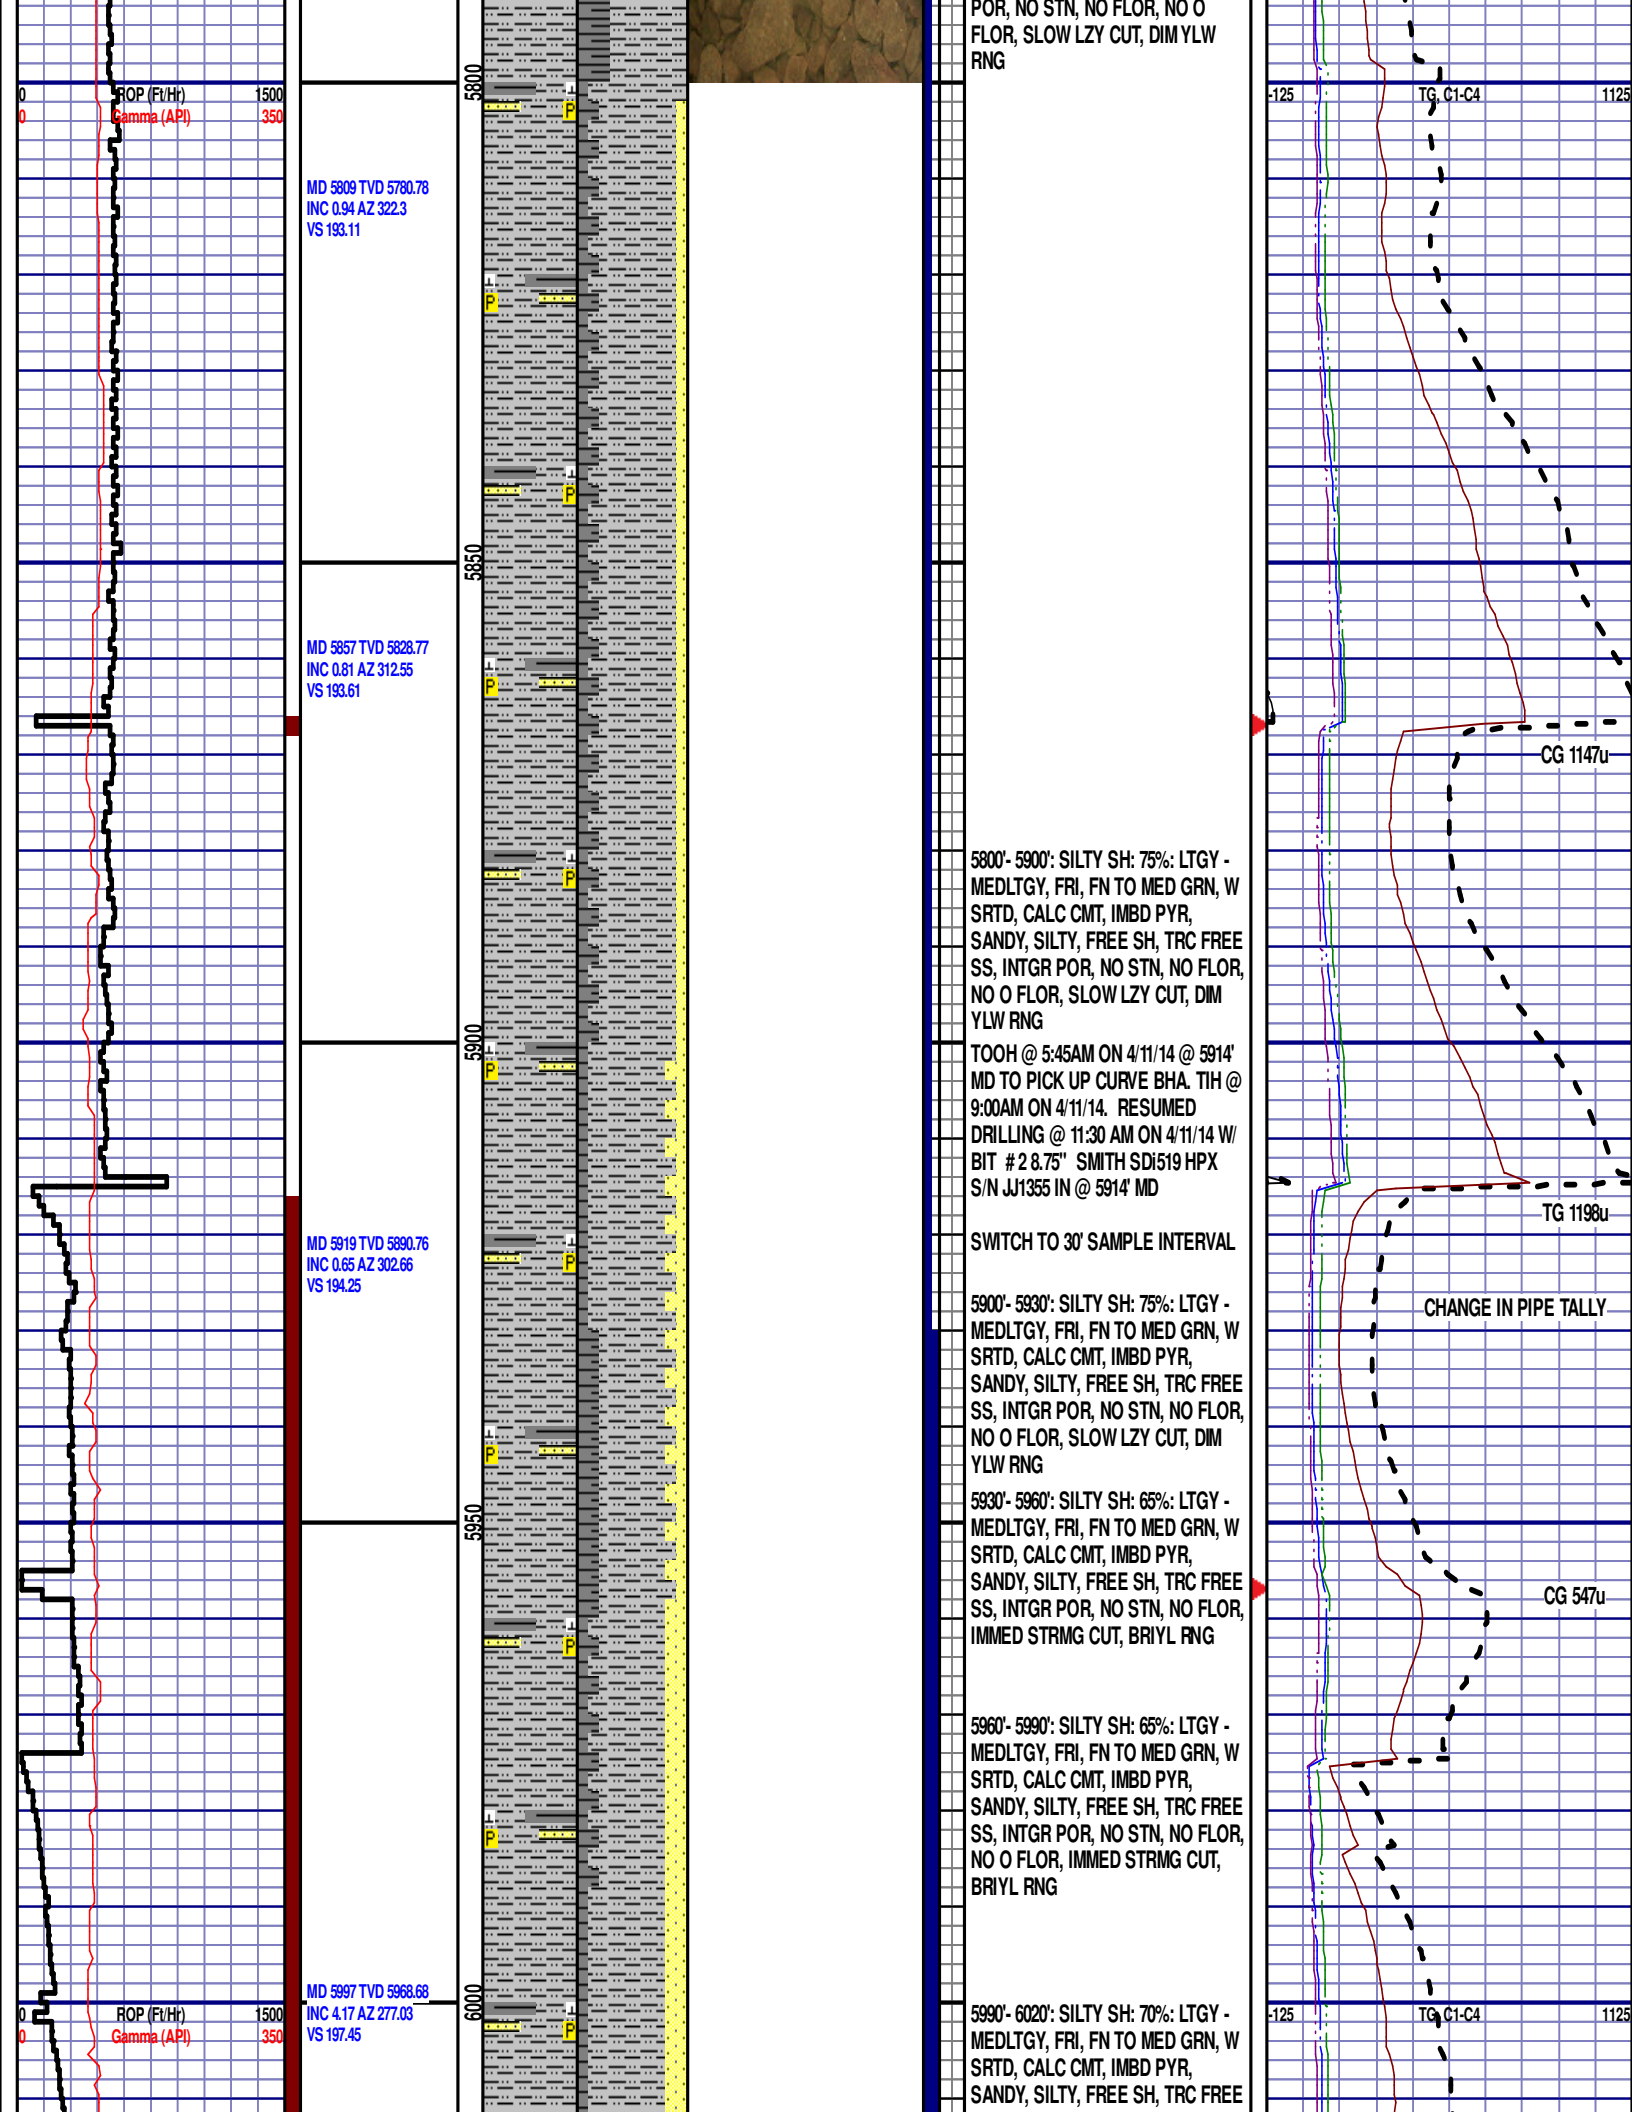 POR, NO STN, NO FLOR, NO O
FLOR, SLOW LZY CUT, DIM YLW
RNG
0 ROP (Ft/Hr) 1500
0 Gamma (API) 350
5800
-125 TG, C1-C4 1125
MD 5809 TVD 5780.78
INC 0.94 AZ 322.3
VS 193.11
P
P
P
5850
MD 5857 TVD 5828.77
INC 0.81 AZ 312.55
VS 193.61
P
CG 1147u
P
5800'- 5900': SILTY SH: 75%: LTGY -
MEDLTGY, FRI, FN TO MED GRN, W
SRTD, CALC CMT, IMBD PYR,
SANDY, SILTY, FREE SH, TRC FREE
SS, INTGR POR, NO STN, NO FLOR,
NO O FLOR, SLOW LZY CUT, DIM
YLW RNG
5900
P
TOOH @ 5:45AM ON 4/11/14 @ 5914'
MD TO PICK UP CURVE BHA. TIH @
9:00AM ON 4/11/14. RESUMED
DRILLING @ 11:30 AM ON 4/11/14 W/
BIT # 2 8.75" SMITH SDi519 HPX
S/N JJ1355 IN @ 5914' MD
TG 1198u
SWITCH TO 30' SAMPLE INTERVAL
MD 5919 TVD 5890.76
INC 0.65 AZ 302.66
VS 194.25
P
CHANGE IN PIPE TALLY
5900'- 5930': SILTY SH: 75%: LTGY -
MEDLTGY, FRI, FN TO MED GRN, W
SRTD, CALC CMT, IMBD PYR,
SANDY, SILTY, FREE SH, TRC FREE
SS, INTGR POR, NO STN, NO FLOR,
NO O FLOR, SLOW LZY CUT, DIM
YLW RNG
P
5950
5930'- 5960': SILTY SH: 65%: LTGY -
MEDLTGY, FRI, FN TO MED GRN, W
SRTD, CALC CMT, IMBD PYR,
SANDY, SILTY, FREE SH, TRC FREE
SS, INTGR POR, NO STN, NO FLOR,
IMMED STRMG CUT, BRIYL RNG
CG 547u
P
5960'- 5990': SILTY SH: 65%: LTGY -
MEDLTGY, FRI, FN TO MED GRN, W
SRTD, CALC CMT, IMBD PYR,
SANDY, SILTY, FREE SH, TRC FREE
SS, INTGR POR, NO STN, NO FLOR,
NO O FLOR, IMMED STRMG CUT,
BRIYL RNG
P
MD 5997 TVD 5968.68
INC 4.17 AZ 277.03
VS 197.45
6000
P
0 ROP (Ft/Hr) 1500
0 Gamma (API) 350
-125 TG, C1-C4 1125
5990'- 6020': SILTY SH: 70%: LTGY -
MEDLTGY, FRI, FN TO MED GRN, W
SRTD, CALC CMT, IMBD PYR,
SANDY, SILTY, FREE SH, TRC FREE